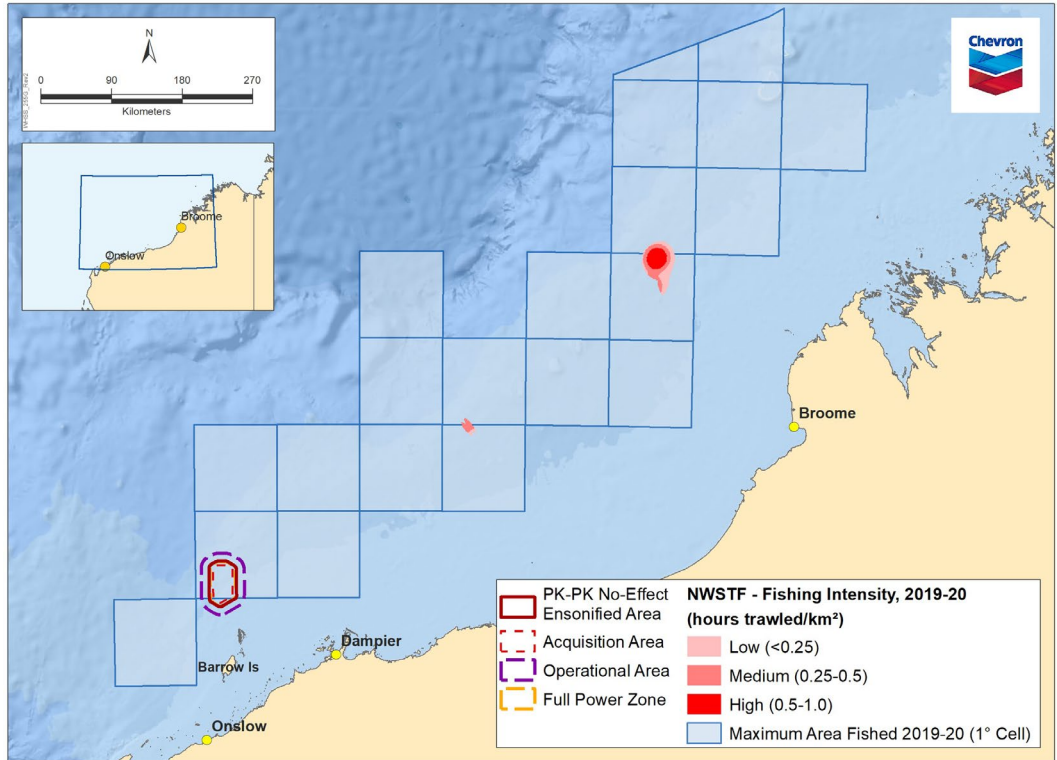 N
0 90 180 270
Kilometers
Chevron
Broome
Onslow
Broome
Dampier
Barrow Is
Onslow
PK-PK No-Effect
Ensonified Area
Acquisition Area
Operational Area
Full Power Zone
NWSTF - Fishing Intensity, 2019-20
(hours trawled/km²)
Low (<0.25)
Medium (0.25-0.5)
High (0.5-1.0)
Maximum Area Fished 2019-20 (1° Cell)